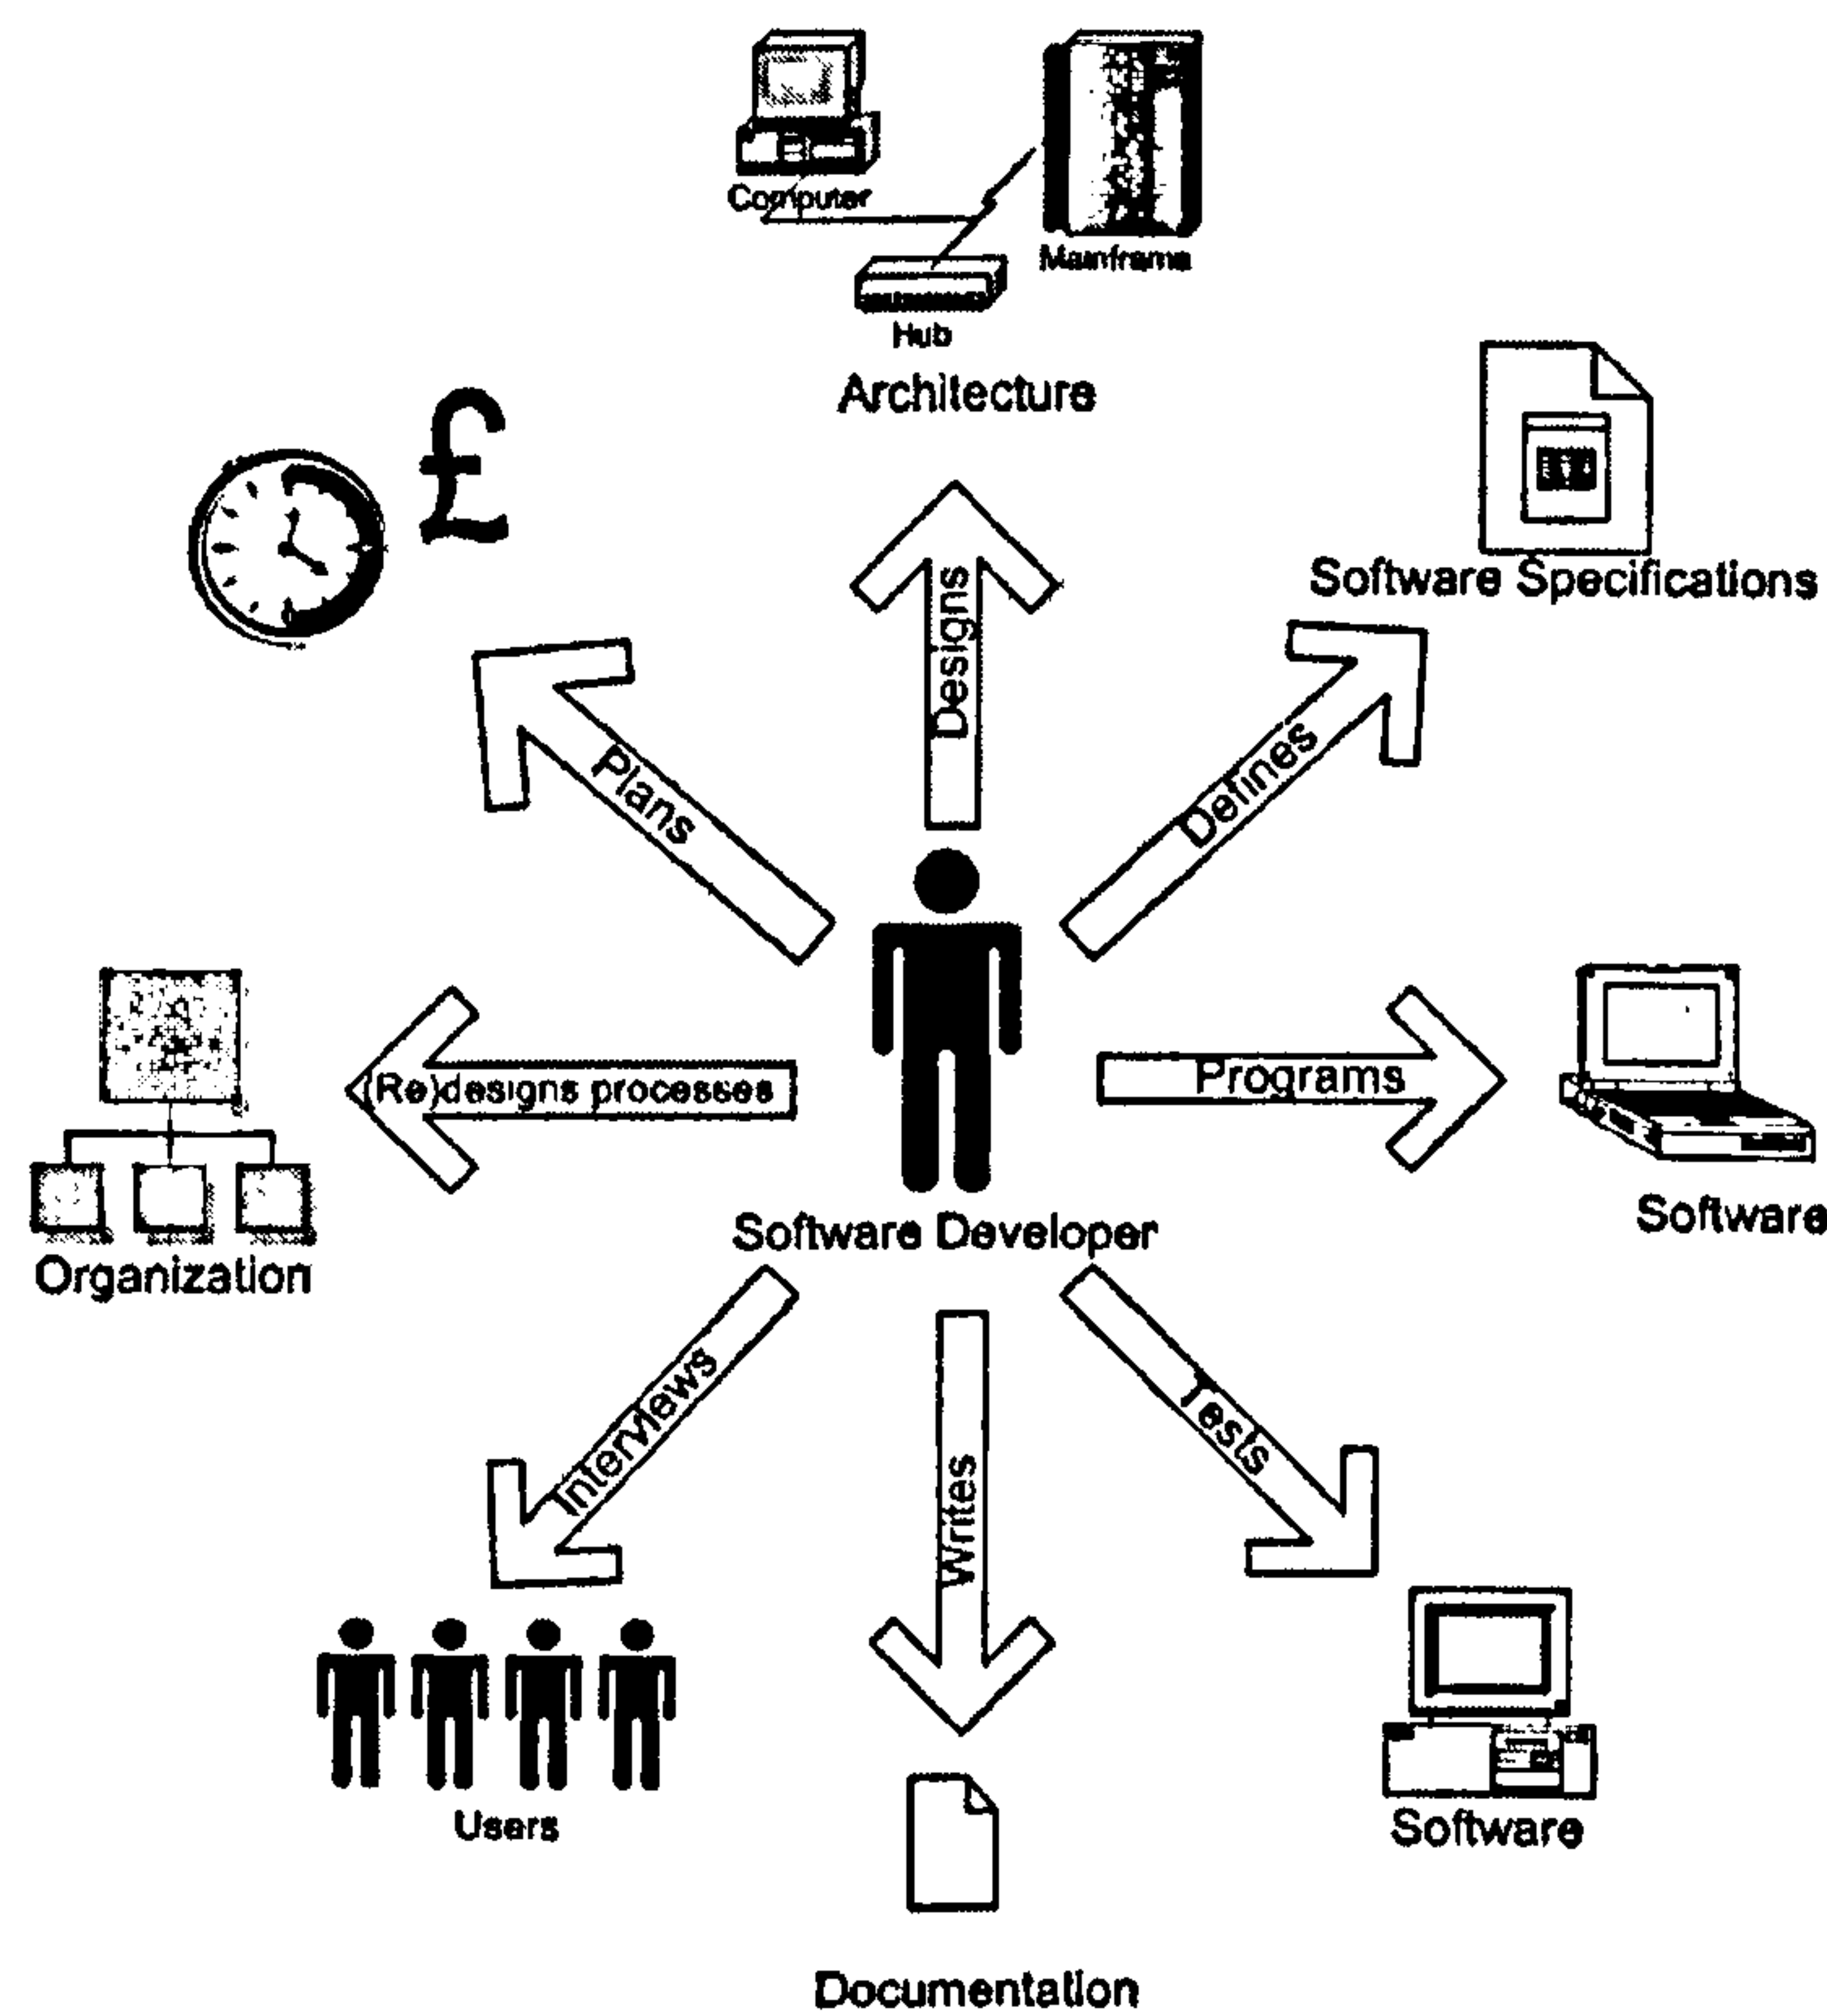 Computer
Mainframe
Hub
Architecture
£
Software Specifications
Designs
Plans
Defines
(Re)designs processes
Programs
Software
Software Developer
Organization
Interviews
Writes
Tests
Users
Software
Documentation